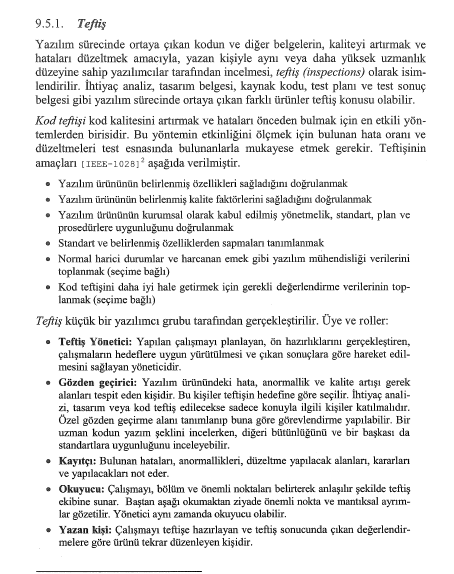 9.5.1. Teftiş
Yazılım sürecinde ortaya çıkan kodun ve diğer belgelerin, kaliteyi artırmak ve
hataları düzeltmek amacıyla, yazan kişiyle aynı veya daha yüksek uzmanlık
düzeyine sahip yazılımcılar tarafından incelmesi, teftiş (inspections) olarak isim-
lendirilir. İhtiyaç analiz, tasarım belgesi, kaynak kodu, test planı ve test sonuç
belgesi gibi yazılım sürecinde ortaya çıkan farklı ürünler teftiş konusu olabilir.
Kod teftişi kod kalitesini artırmak ve hataları önceden bulmak için en etkili yön-
temlerden birisidir. Bu yöntemin etkinliğini ölçmek için bulunan hata oranı ve
düzeltmeleri test esnasında bulunanlarla mukayese etmek gerekir. Teftişinin
amaçları [IEEE-1028]² aşağıda verilmiştir.
• Yazılım ürününün belirlenmiş özellikleri sağladığını doğrulanmak
• Yazılım ürününün belirlenmiş kalite faktörlerini sağladığını doğrulanmak
• Yazılım ürününün kurumsal olarak kabul edilmiş yönetmelik, standart, plan ve
prosedürlere uygunluğunu doğrulanmak
• Standart ve belirlenmiş özelliklerden sapmaları tanımlanmak
• Normal harici durumlar ve harcanan emek gibi yazılım mühendisliği verilerini
toplanmak (seçime bağlı)
• Kod teftişini daha iyi hale getirmek için gerekli değerlendirme verilerinin top-
lanmak (seçime bağlı)
Teftiş küçük bir yazılımcı grubu tarafından gerçekleştirilir. Üye ve roller:
• Teftiş Yönetici: Yapılan çalışmayı planlayan, ön hazırlıklarını gerçekleştiren,
çalışmaların hedeflere uygun yürütülmesi ve çıkan sonuçlara göre hareket edil-
mesini sağlayan yöneticidir.
• Gözden geçirici: Yazılım ürünündeki hata, anormallik ve kalite artışı gerek
alanları tespit eden kişidir. Bu kişiler teftişin hedefine göre seçilir. İhtiyaç anali-
zi, tasarım veya kod teftiş edilecekse sadece konuyla ilgili kişiler katılmalıdır.
Özel gözden geçirme alanı tanımlanıp buna göre görevlendirme yapılabilir. Bir
uzman kodun yazım şeklini incelerken, diğeri bütünlüğünü ve bir başkası da
standartlara uygunluğunu inceleyebilir.
• Kayıtçı: Bulunan hataları, anormallikleri, düzeltme yapılacak alanları, kararları
ve yapılacakları not eder.
• Okuyucu: Çalışmayı, bölüm ve önemli noktaları belirterek anlaşılır şekilde teftiş
ekibine sunar. Baştan aşağı okumaktan ziyade önemli nokta ve mantıksal ayrım-
lar gözetilir. Yönetici aynı zamanda okuyucu olabilir.
• Yazan kişi: Çalışmayı teftişe hazırlayan ve teftiş sonucunda çıkan değerlendir-
melere göre ürünü tekrar düzenleyen kişidir.